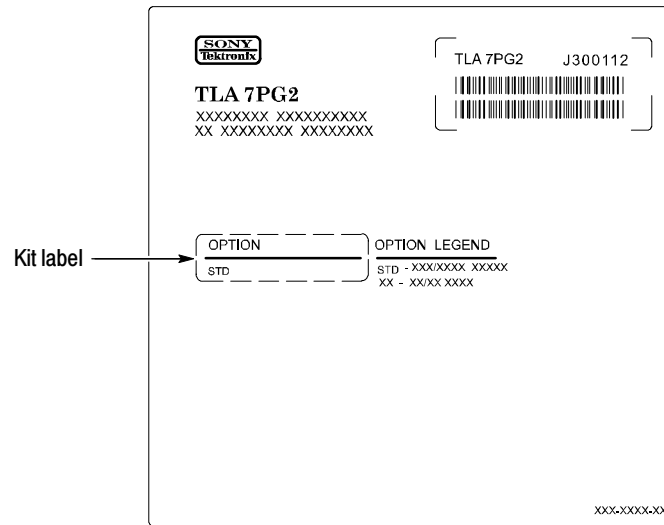 SONY
Tektronix
TLA 7PG2 J300112
TLA 7PG2
XXXXXXXX XXXXXXXXXX
XX XXXXXXXX XXXXXXXX
Kit label
OPTION OPTION LEGEND
STD STD - XXX/XXXX XXXXX
XX - XX/XX XXXX
XXX-XXXX-XX